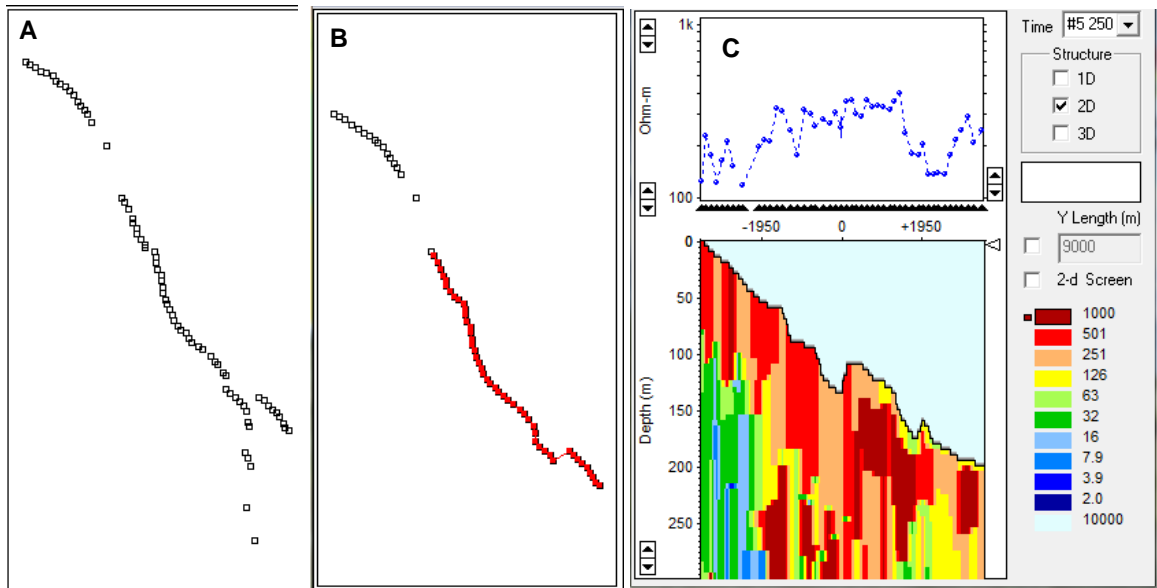 A
B
C
1k
Ohm-m
100
-1950 0 +1950
0
50
100
150
200
250
Depth (m)
Time #5 250
Structure
1D
2D
3D
Y Length (m)
9000
2-d Screen
1000
501
251
126
63
32
16
7.9
3.9
2.0
10000